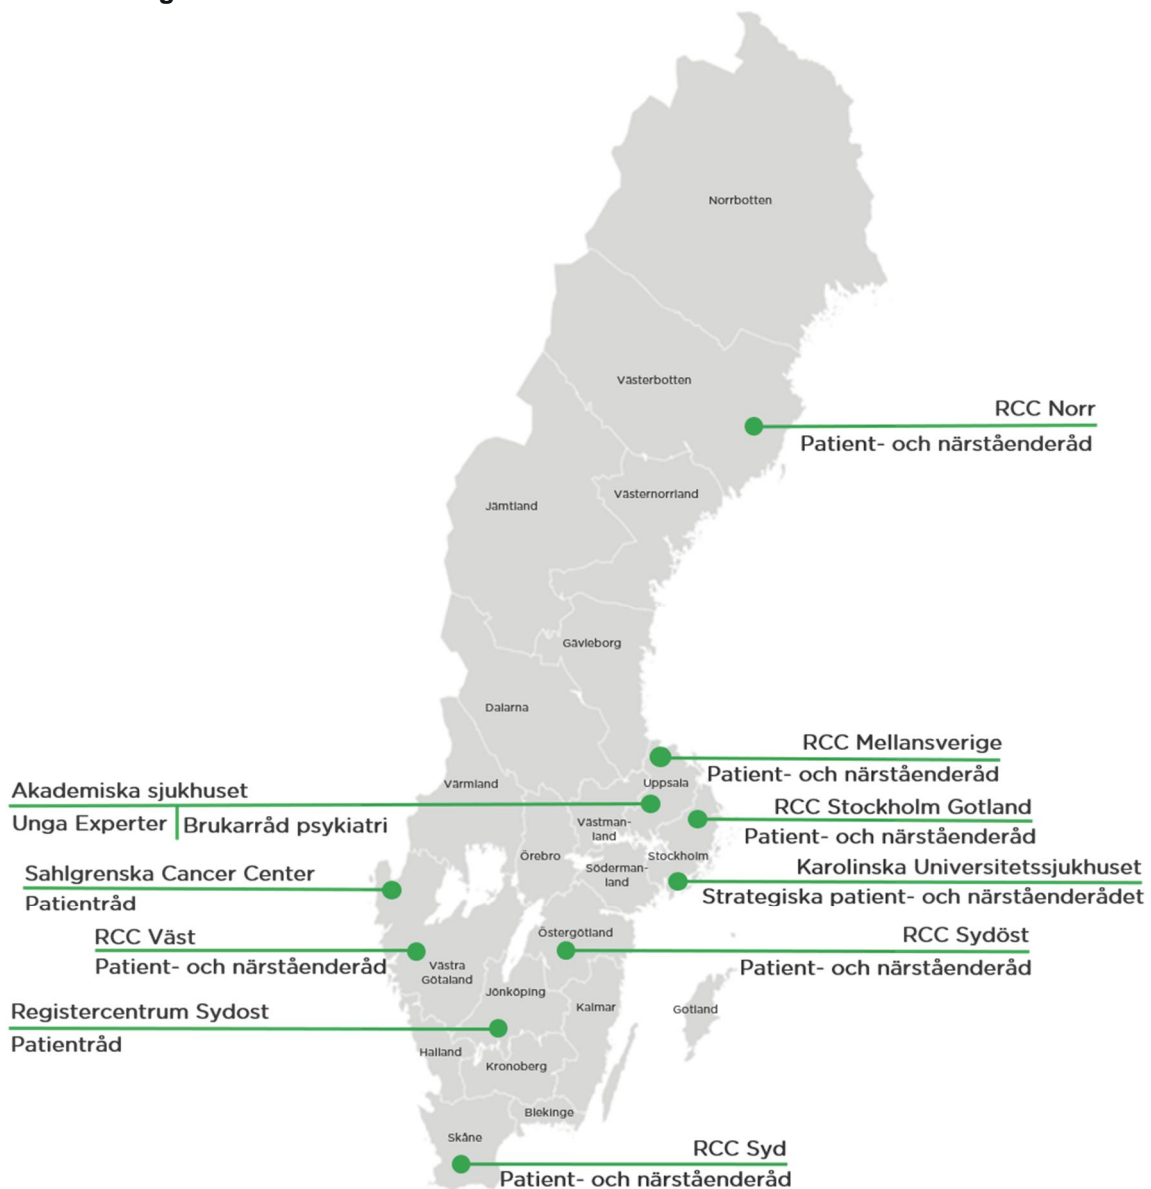 Norrbotten
Västerbotten
RCC Norr
Patient- och närståenderåd
Västernorrland
Jämtland
Gävleborg
Dalarna
RCC Mellansverige
Patient- och närståenderåd
Värmland
Uppsala
Akademiska sjukhuset
Unga Experter
Brukarråd psykiatri
RCC Stockholm Gotland
Patient- och närståenderåd
Västman-
land
Örebro
Stockholm
Söderman-
land
Karolinska Universitetssjukhuset
Strategiska patient- och närståenderådet
Sahlgrenska Cancer Center
Patientråd
Östergötland
RCC Sydöst
Patient- och närståenderåd
RCC Väst
Patient- och närståenderåd
Västra
Götaland
Jönköping
Kalmar
Gotland
Registercentrum Sydost
Patientråd
Halland
Kronoberg
Blekinge
Skåne
RCC Syd
Patient- och närståenderåd